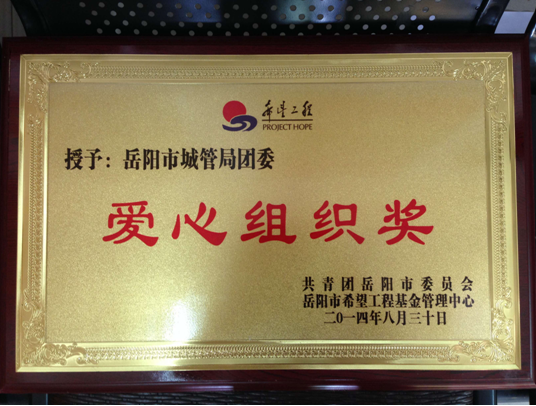 希望工程
PROJECT HOPE
授予：岳阳市城管局团委
爱心组织奖
共青团岳阳市委员会
岳阳市希望工程基金管理中心
二○一四年八月三十日